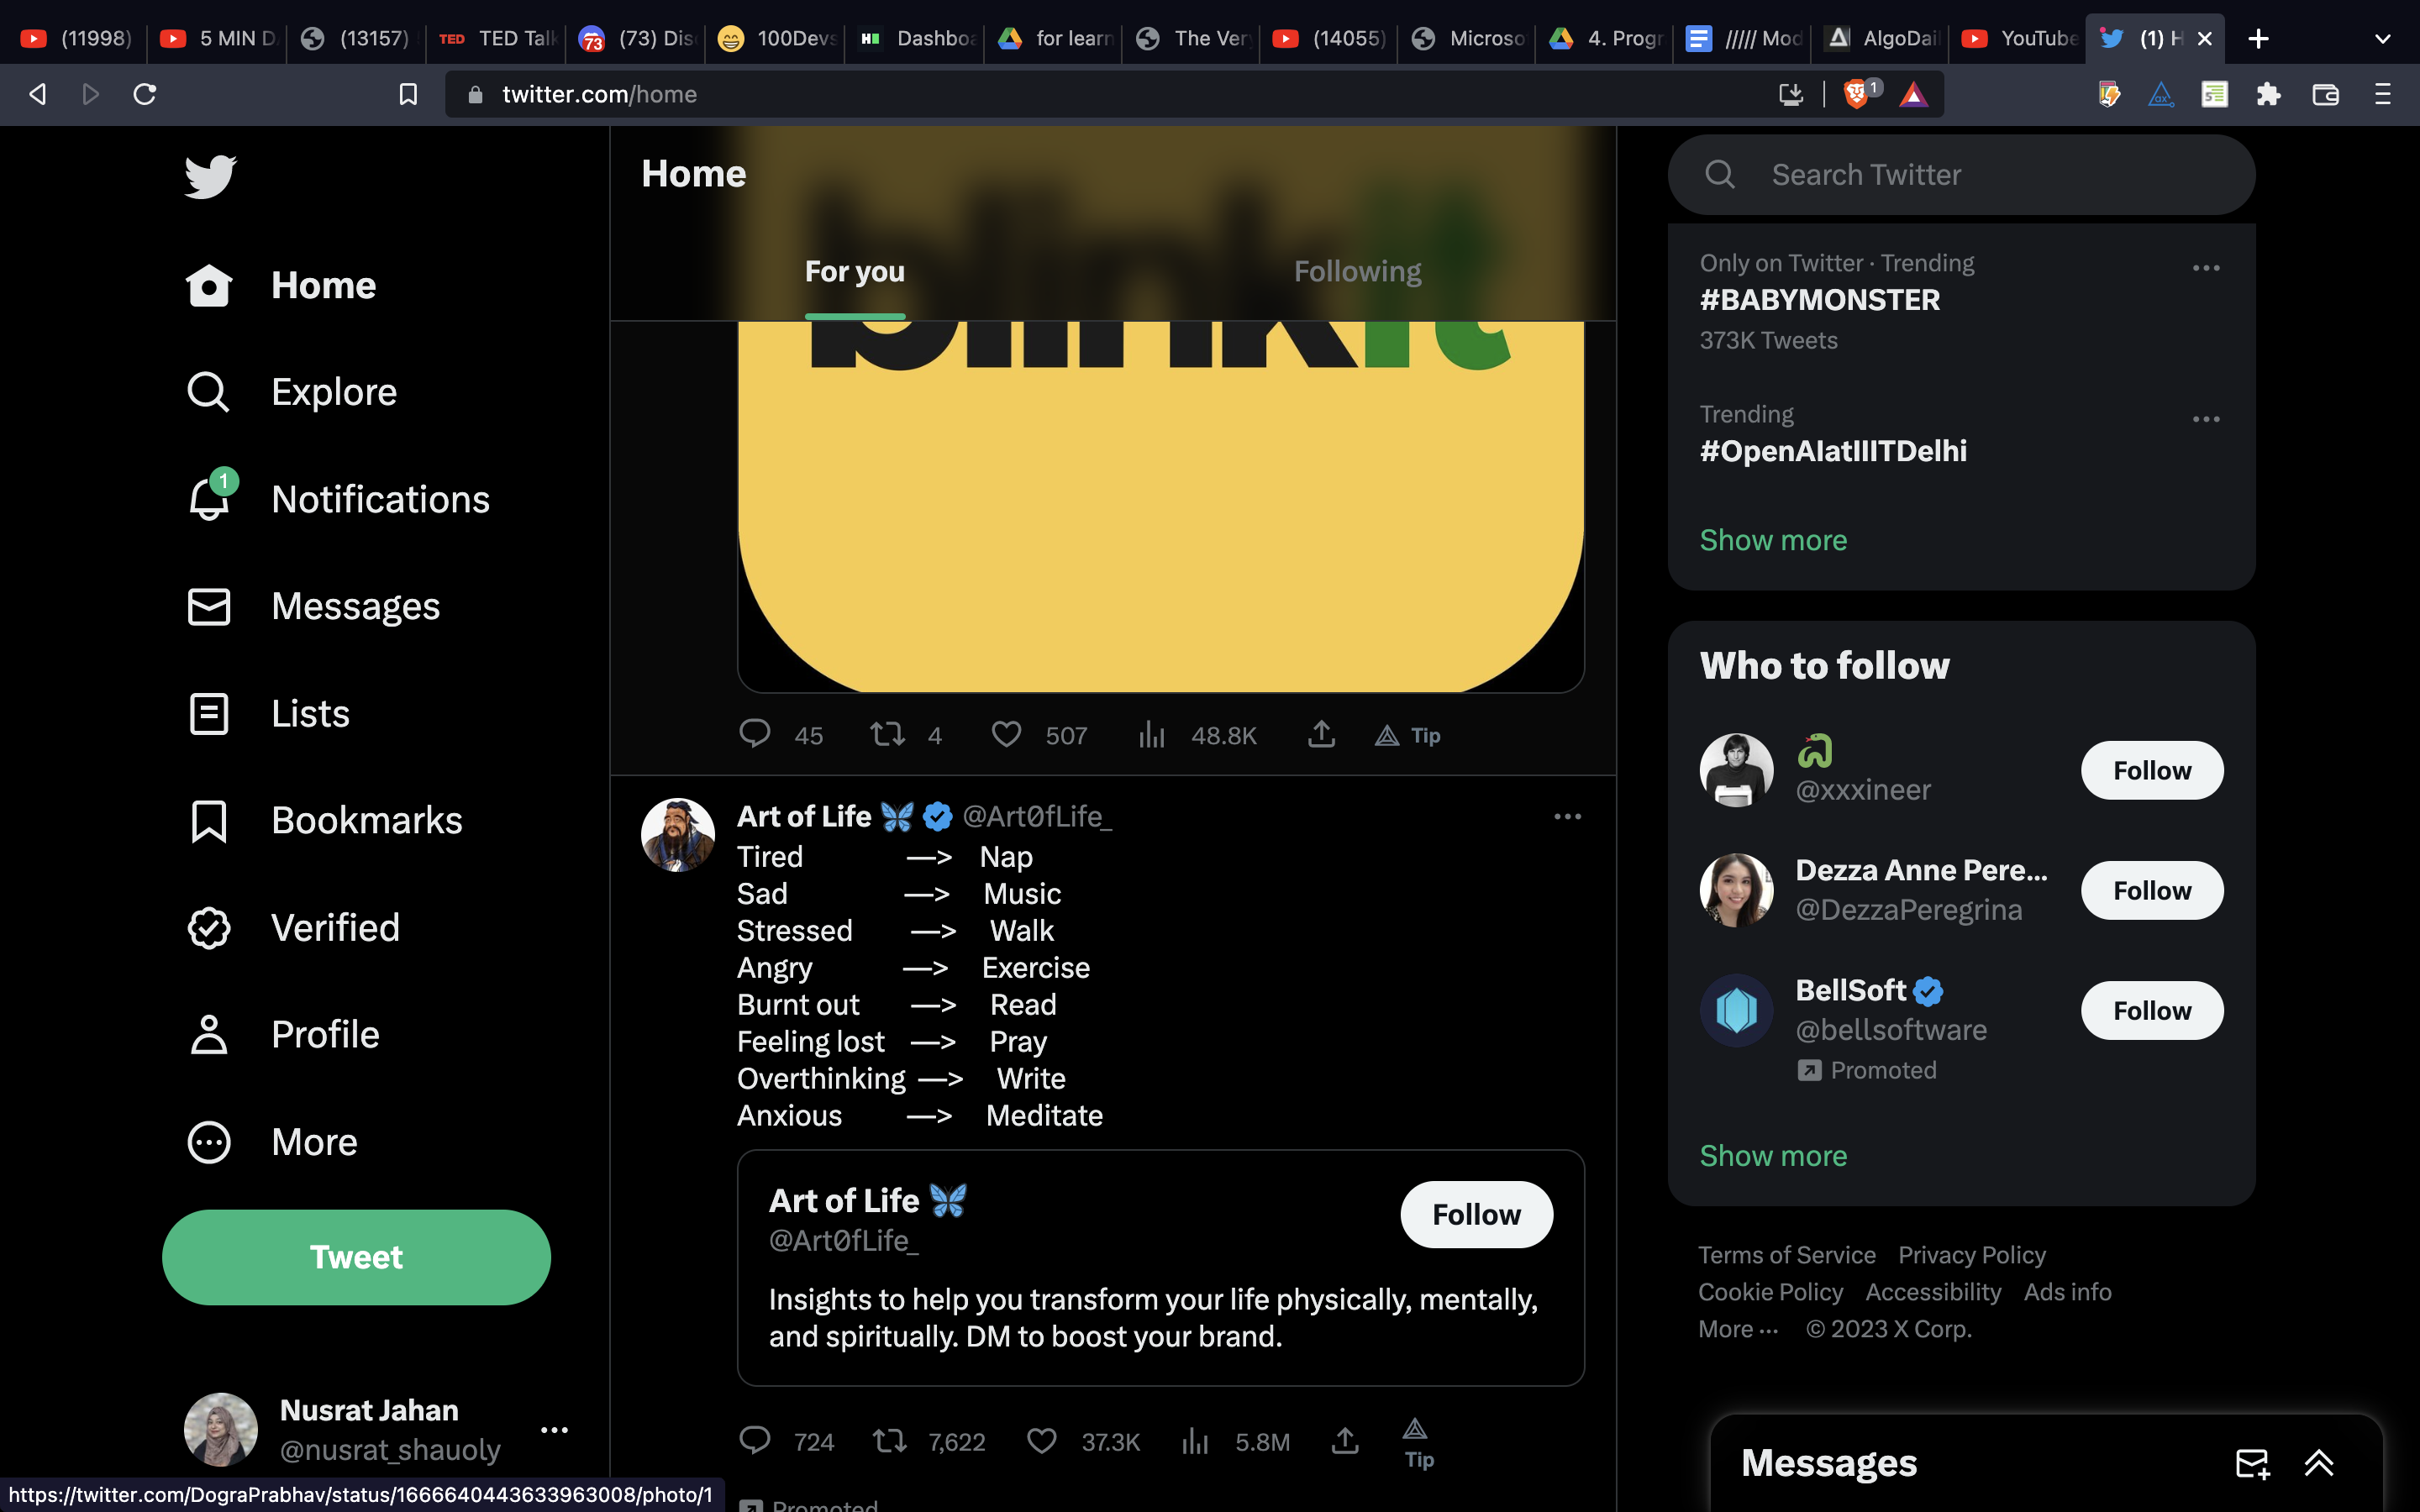 (11998)
5 MIN D
(13157)
TED TED Talk
73 (73) Dis
100Devs
Dashboa
for learn
The Ver
(14055)
Microso
4. Progr
///// Mod
AlgoDail
YouTube
(1) H
twitter.com/home
1
Home
Explore
1
Notifications
Messages
Lists
Bookmarks
Verified
Profile
More
Tweet
Nusrat Jahan
@nusrat_shauoly
https://twitter.com/DograPrabhav/status/1666640443633963008/photo/1
Home
For you
Following
blinkit
45 4 507 48.8K Tip
Art of Life @Art0fLife_
Tired —> Nap
Sad —> Music
Stressed —> Walk
Angry —> Exercise
Burnt out —> Read
Feeling lost —> Pray
Overthinking —> Write
Anxious —> Meditate
Art of Life
@Art0fLife_
Follow
Insights to help you transform your life physically, mentally,
and spiritually. DM to boost your brand.
724 7,622 37.3K 5.8M Tip
Promoted
Search Twitter
Only on Twitter · Trending
#BABYMONSTER
373K Tweets
Trending
#OpenAIatIIITDelhi
Show more
Who to follow
@xxxineer
Follow
Dezza Anne Pere...
@DezzaPeregrina
Follow
BellSoft
@bellsoftware
Follow
Promoted
Show more
Terms of Service Privacy Policy
Cookie Policy Accessibility Ads info
More ··· © 2023 X Corp.
Messages